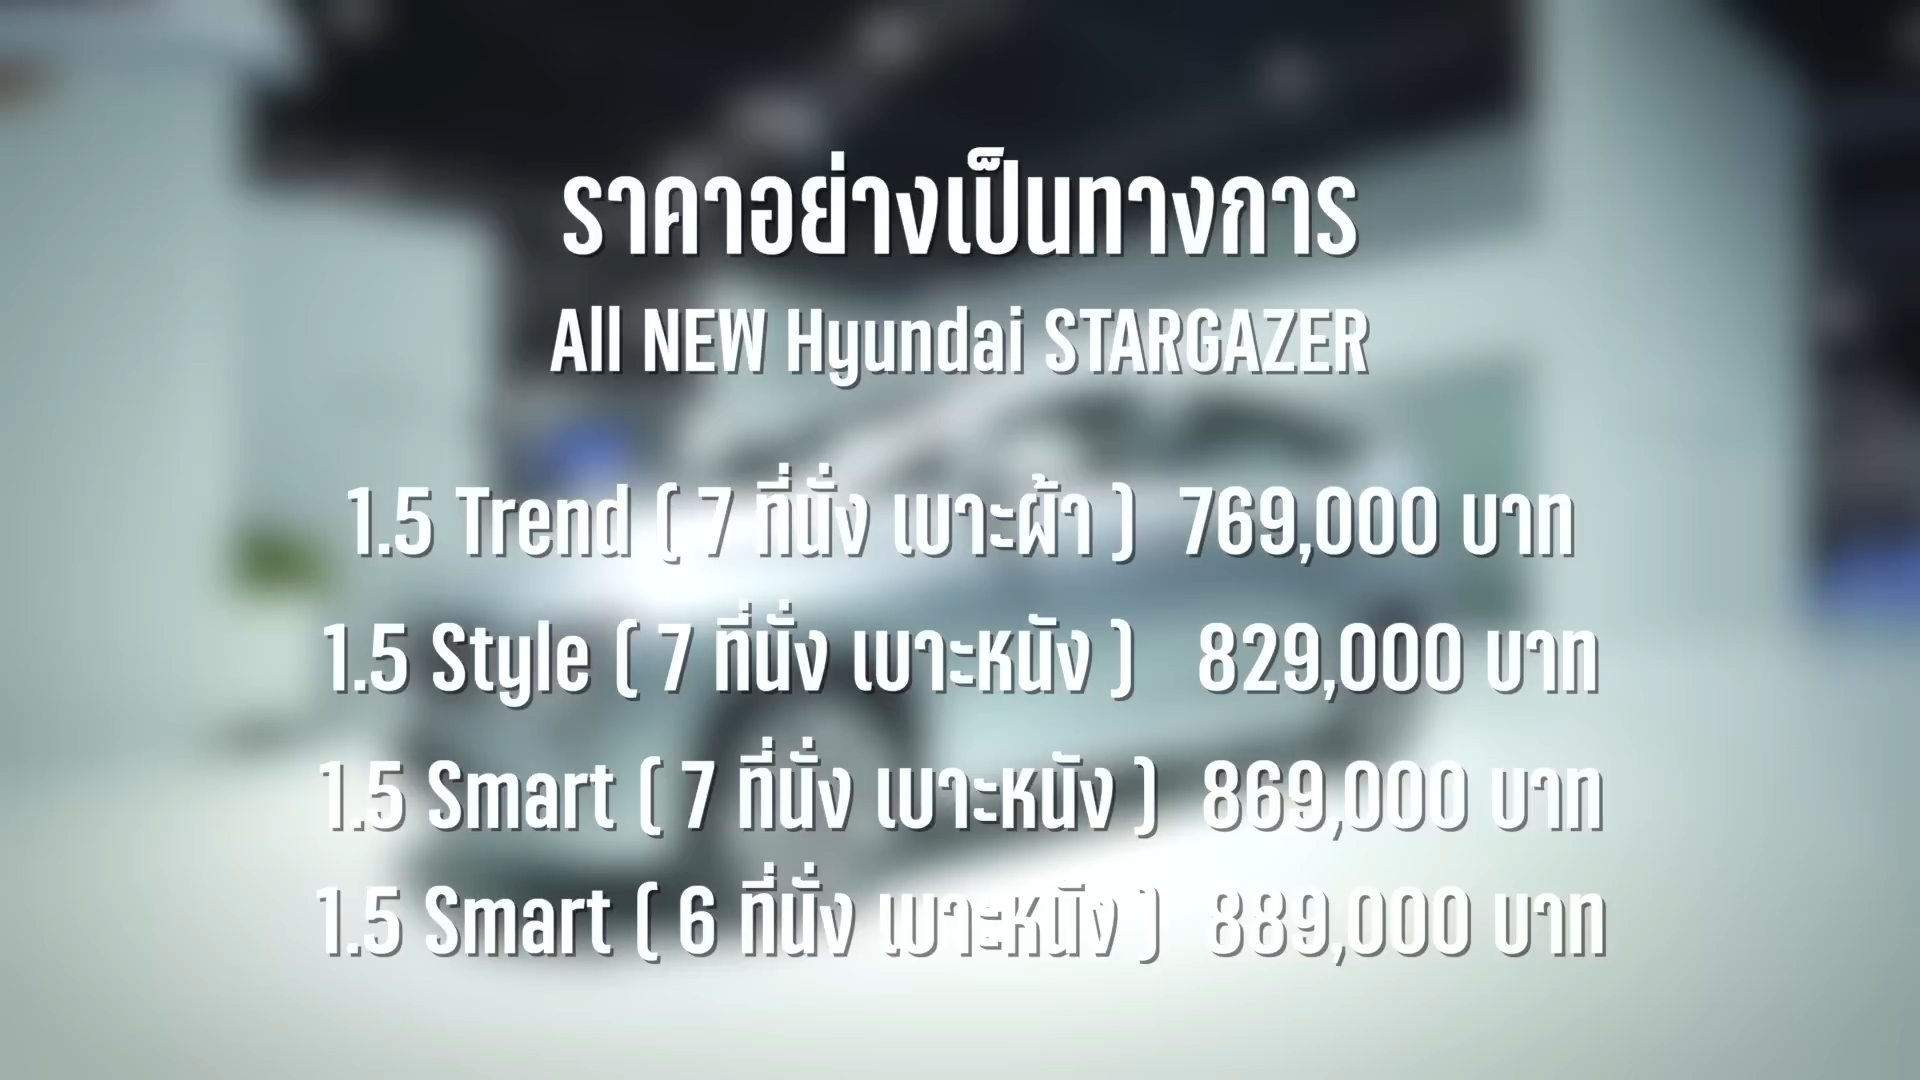 ราคาอย่างเป็นทางการ
All NEW Hyundai STARGAZER
1.5 Trend ( 7 ที่นั่ง เบาะผ้า ) 769,000 บาท
1.5 Style ( 7 ที่นั่ง เบาะหนัง ) 829,000 บาท
1.5 Smart ( 7 ที่นั่ง เบาะหนัง ) 869,000 บาท
1.5 Smart ( 6 ที่นั่ง เบาะหนัง ) 889,000 บาท